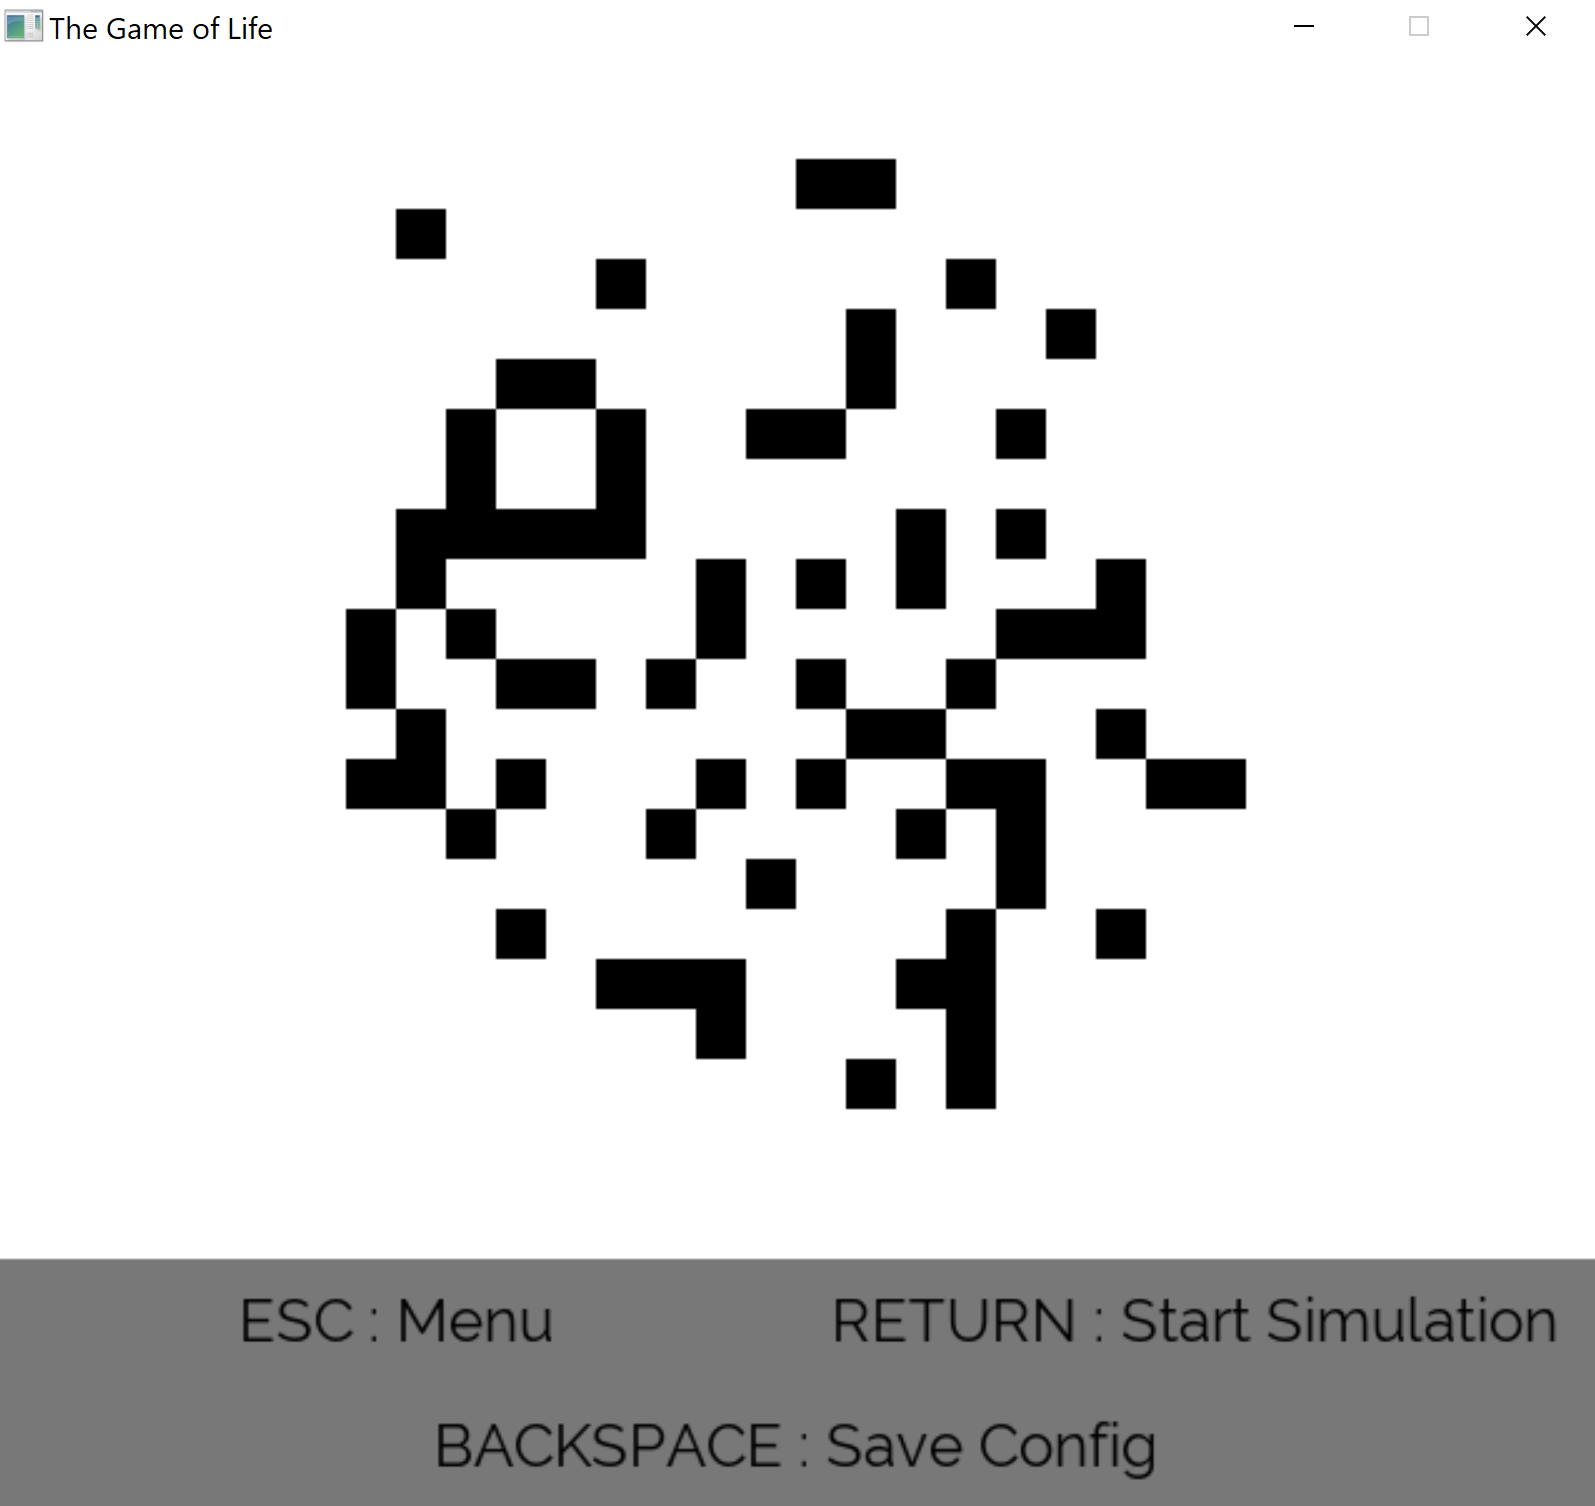 The Game of Life
ESC : Menu
RETURN : Start Simulation
BACKSPACE : Save Config